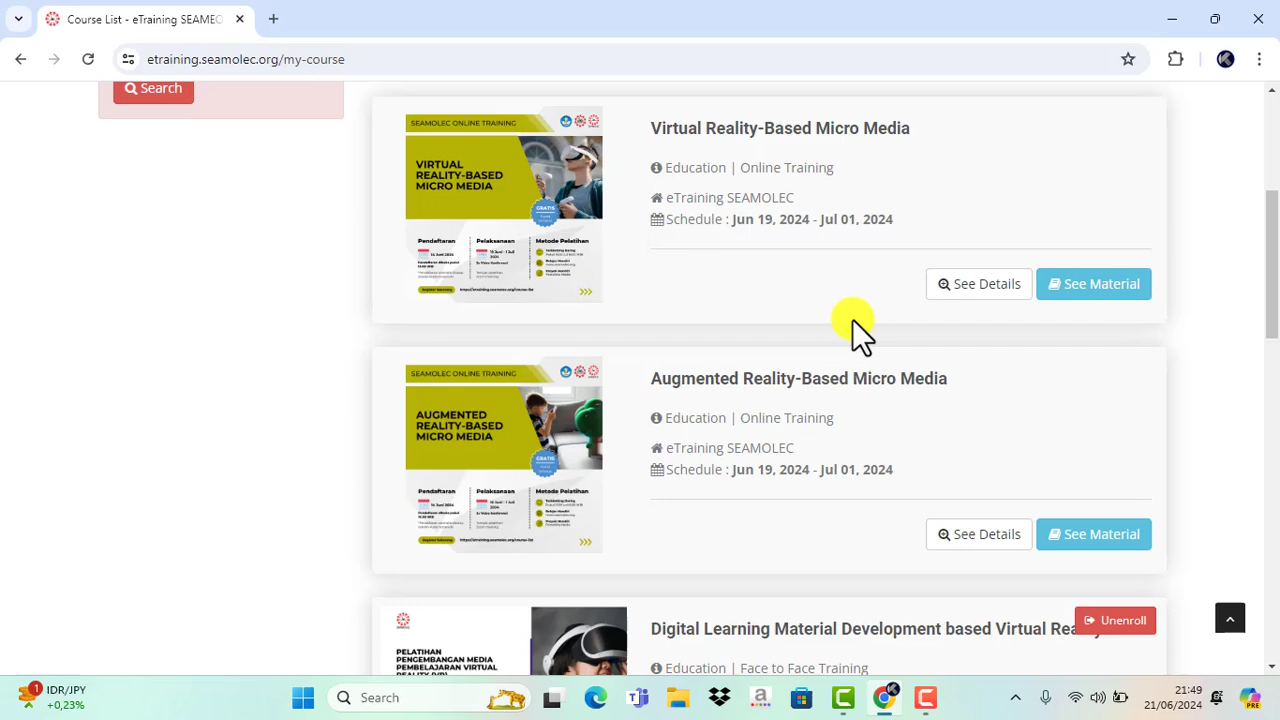 Course List - eTraining SEAMEO
etraining.seamolec.org/my-course
Search
SEAMOLEC ONLINE TRAINING
VIRTUAL
REALITY-BASED
MICRO MEDIA
GRATIS
Pendaftaran
Pelaksanaan
Metode Pelatihan
Virtual Reality-Based Micro Media
Education | Online Training
eTraining SEAMOLEC
Schedule : Jun 19, 2024 - Jul 01, 2024
See Details
See Material
SEAMOLEC ONLINE TRAINING
AUGMENTED
REALITY-BASED
MICRO MEDIA
GRATIS
Pendaftaran
Pelaksanaan
Metode Pelatihan
Augmented Reality-Based Micro Media
Education | Online Training
eTraining SEAMOLEC
Schedule : Jun 19, 2024 - Jul 01, 2024
See Details
See Material
PELATIHAN
PENGEMBANGAN MEDIA
PEMBELAJARAN VIRTUAL
Digital Learning Material Development based Virtual
Unenroll
Education | Face to Face Training
1
IDR/JPY
+0,23%
Search
21:49
21/06/2024
PRE